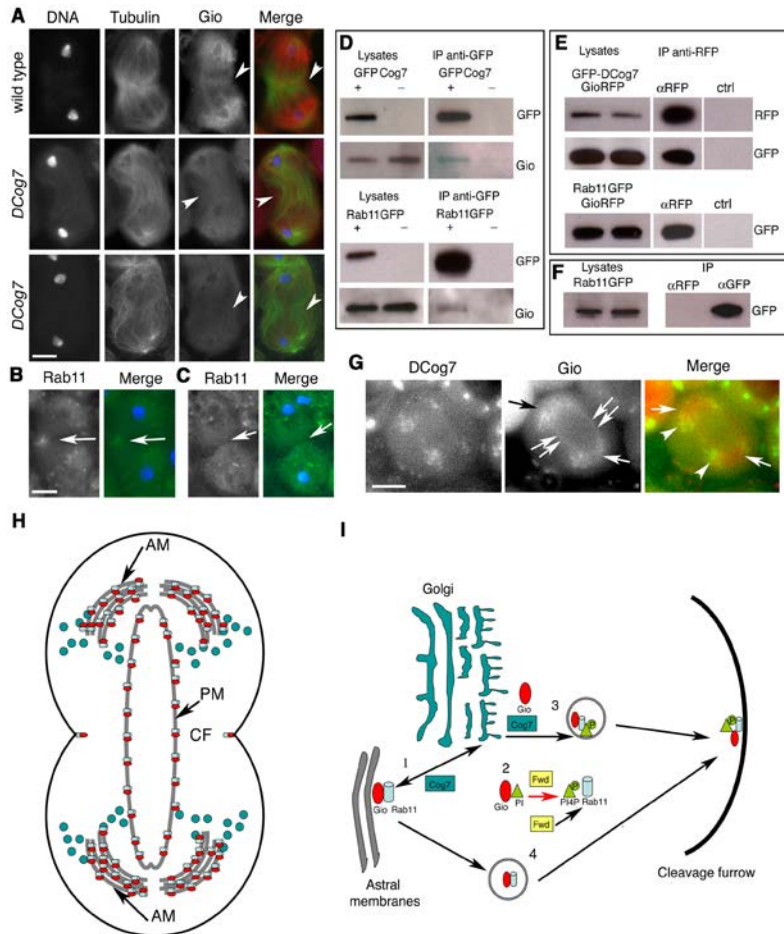 A
DNA Tubulin Gio Merge
wild type
DCog7
DCog7
B
Rab11 Merge
C
Rab11 Merge
D
Lysates IP anti-GFP
GFP Cog7 GFP Cog7
+ – + –
GFP
Gio
Lysates IP anti-GFP
Rab11GFP Rab11GFP
+ – + –
GFP
Gio
E
Lysates IP anti-RFP
GFP-DCog7
GioRFP αRFP ctrl
RFP
GFP
Rab11GFP
GioRFP αRFP ctrl
GFP
F
Lysates IP
Rab11GFP αRFP αGFP
GFP
G
DCog7 Gio Merge
H
AM
PM
CF
AM
I
Golgi
Gio
Cog7
3
P
1
Cog7
Gio Rab11
2
Fwd
P
Gio PI PI4P Rab11
Fwd
4
P
Astral
membranes
Cleavage furrow